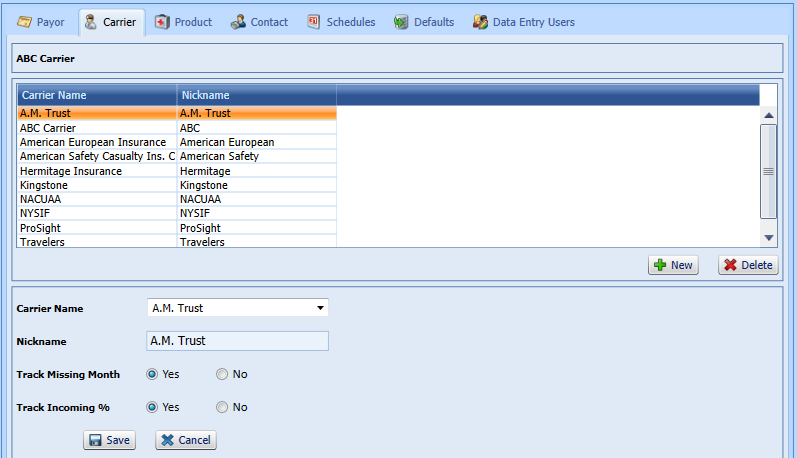 Payor Carrier Product Contact Schedules Defaults Data Entry Users
ABC Carrier
Carrier Name Nickname
A.M. Trust A.M. Trust
ABC Carrier ABC
American European Insurance American European
American Safety Casualty Ins. C American Safety
Hermitage Insurance Hermitage
Kingstone Kingstone
NACUAA NACUAA
NYSIF NYSIF
ProSight ProSight
Travelers Travelers
New Delete
Carrier Name A.M. Trust
Nickname A.M. Trust
Track Missing Month Yes No
Track Incoming % Yes No
Save Cancel